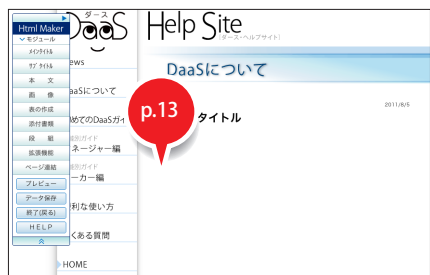 Html Maker
モジュール
メインタイトル
サブタイトル
本 文
画 像
表の作成
添付書類
段 組
拡張機能
ページ連結
プレビュー
データ保存
終了(戻る)
HELP
ダース
DaaS
ews
aaSについて
めてのDaaSガイ
ネージャー編
ーカー編
利な使い方
くある質問
HOME
Help Site
[ダース・ヘルプサイト]
DaaSについて
2011/8/5
p.13
タイトル